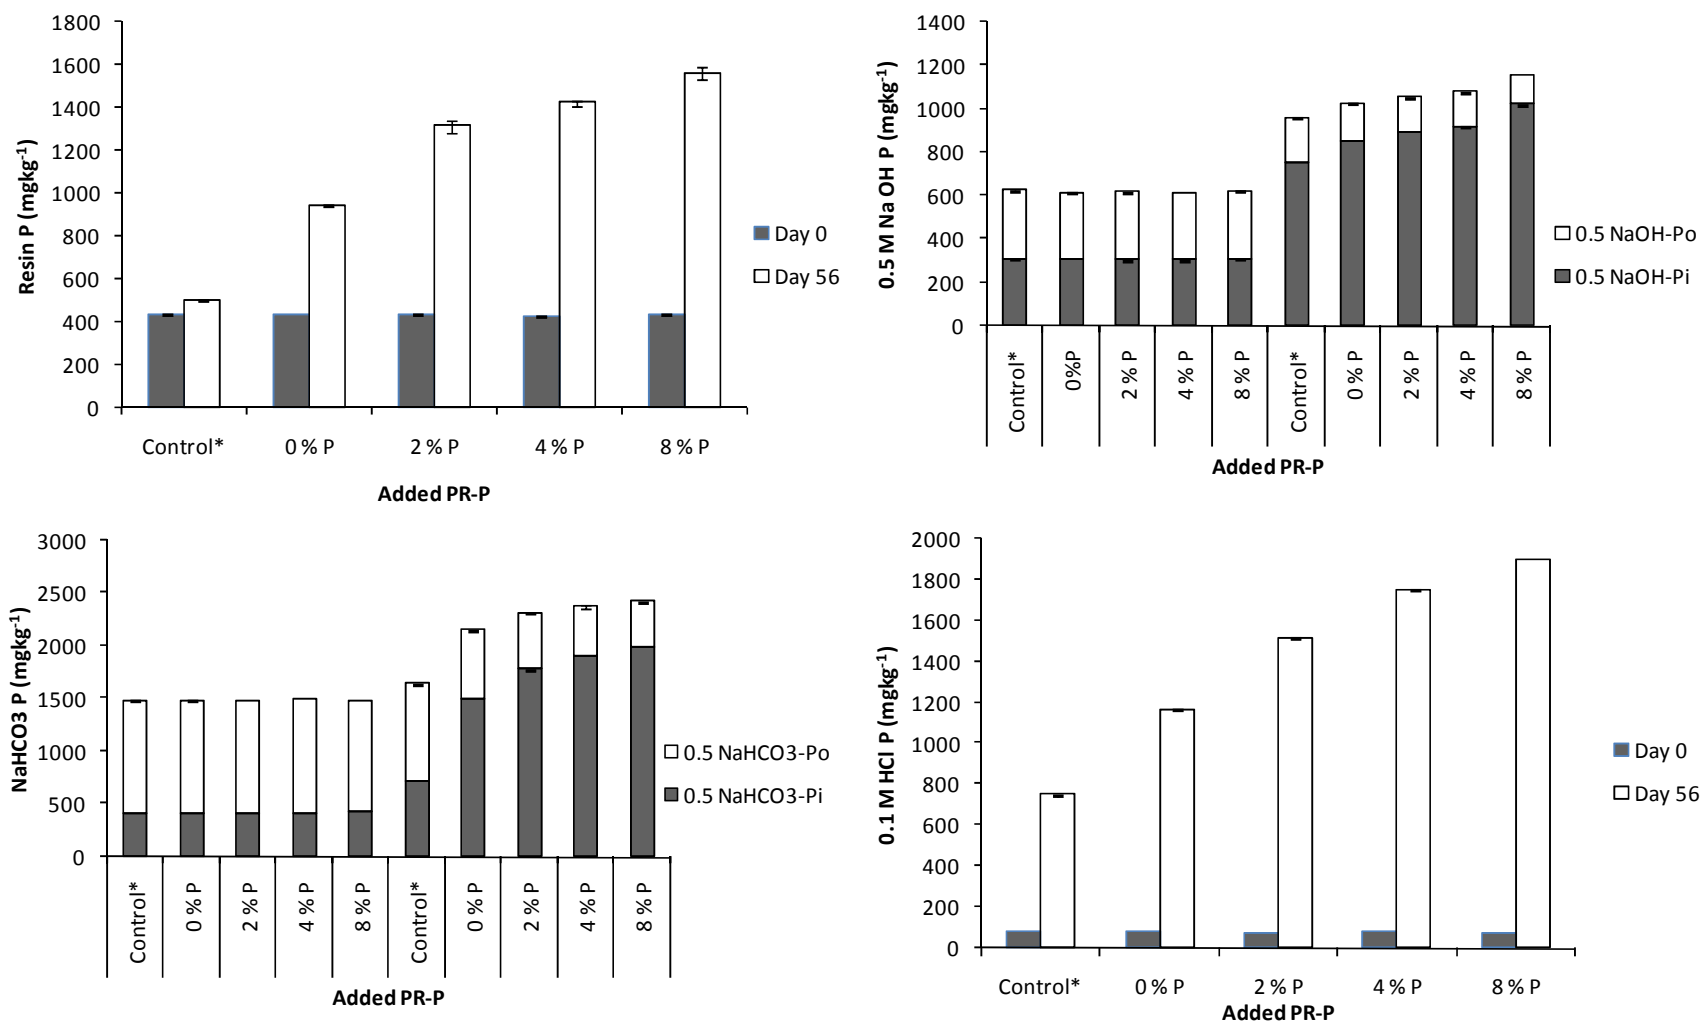 1800
1600
1400
1200
1000
800
600
400
200
0
Resin P (mgkg-1)
Control* 0 % P 2 % P 4 % P 8 % P
Added PR-P
Day 0
Day 56
1400
1200
1000
800
600
400
200
0
0.5 M Na OH P (mgkg-1)
Control* 0%P 2 % P 4 % P 8 % P Control* 0 % P 2 % P 4 % P 8 % P
Added PR-P
0.5 NaOH-Po
0.5 NaOH-Pi
3000
2500
2000
1500
1000
500
0
NaHCO3 P (mgkg-1)
Control* 0 % P 2 % P 4 % P 8 % P Control* 0 % P 2 % P 4 % P 8 % P
Added PR-P
0.5 NaHCO3-Po
0.5 NaHCO3-Pi
2000
1800
1600
1400
1200
1000
800
600
400
200
0
0.1 M HCl P (mgkg-1)
Control* 0 % P 2 % P 4 % P 8 % P
Added PR-P
Day 0
Day 56